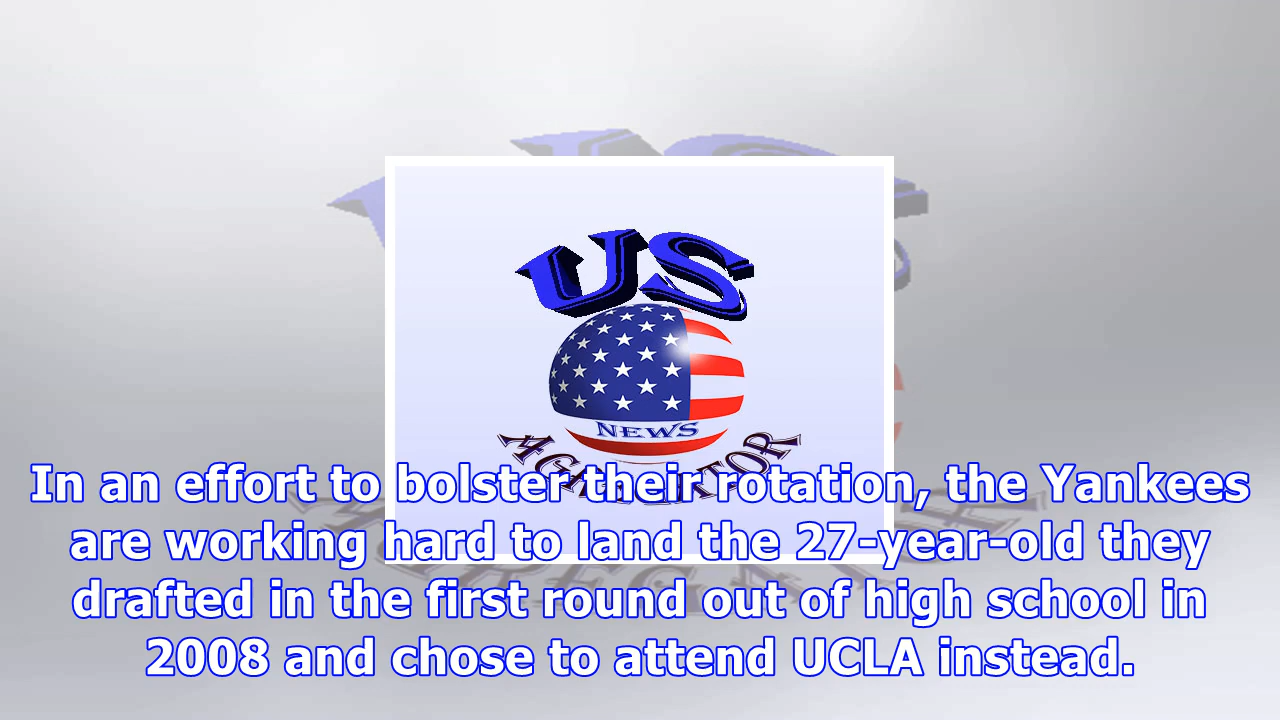 US
NEWS
In an effort to bolster their rotation, the Yankees
are working hard to land the 27-year-old they
drafted in the first round out of high school in
2008 and chose to attend UCLA instead.